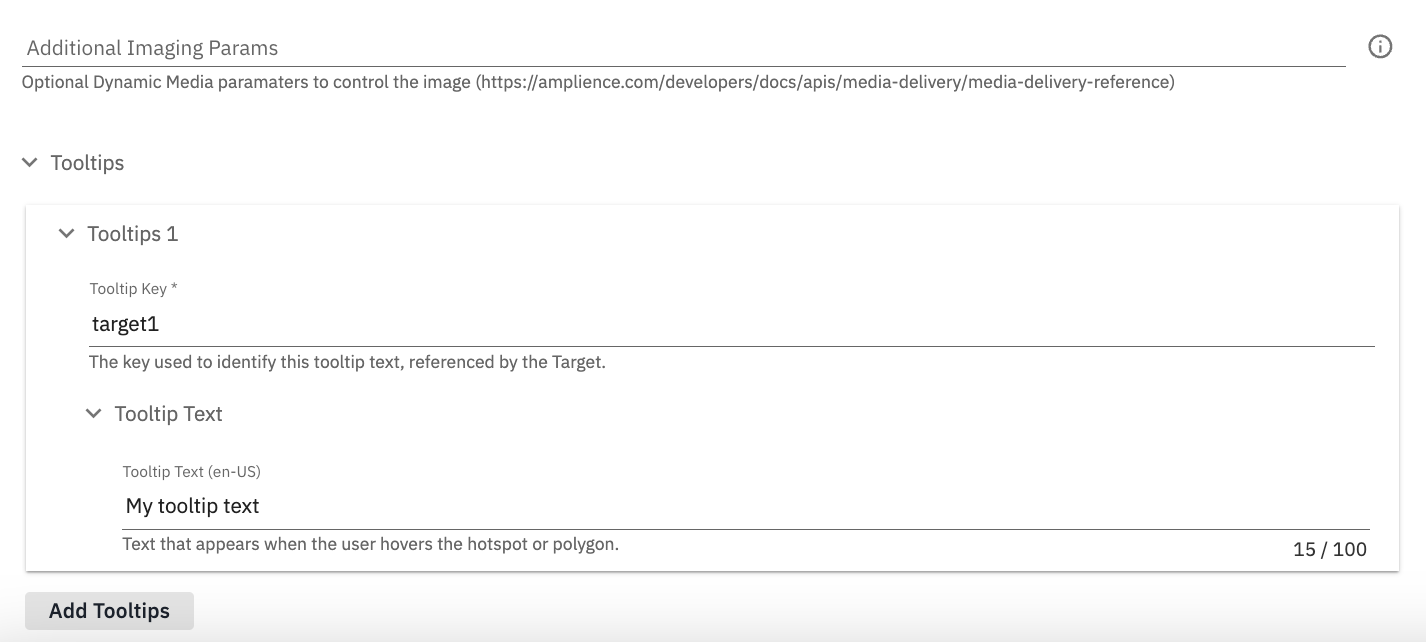 Additional Imaging Params
Optional Dynamic Media paramaters to control the image (https://amplience.com/developers/docs/apis/media-delivery/media-delivery-reference)
Tooltips
Tooltips 1
Tooltip Key *
target1
The key used to identify this tooltip text, referenced by the Target.
Tooltip Text
Tooltip Text (en-US)
My tooltip text
Text that appears when the user hovers the hotspot or polygon.
15 / 100
Add Tooltips